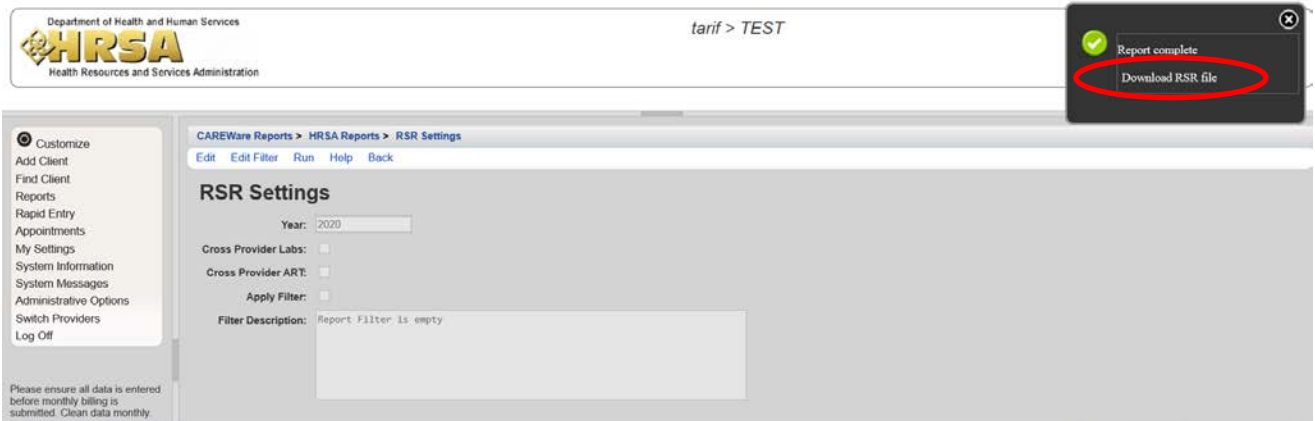 Department of Health and Human Services
HRSA
Health Resources and Services Administration
tarif > TEST
Report complete
Download RSR file
Customize
Add Client
Find Client
Reports
Rapid Entry
Appointments
My Settings
System Information
System Messages
Administrative Options
Switch Providers
Log Off
Please ensure all data is entered
before monthly billing is
submitted. Clean data monthly.
CAREWare Reports > HRSA Reports > RSR Settings
Edit Edit Filter Run Help Back
RSR Settings
Year: 2020
Cross Provider Labs:
Cross Provider ART:
Apply Filter:
Filter Description: Report Filter is empty